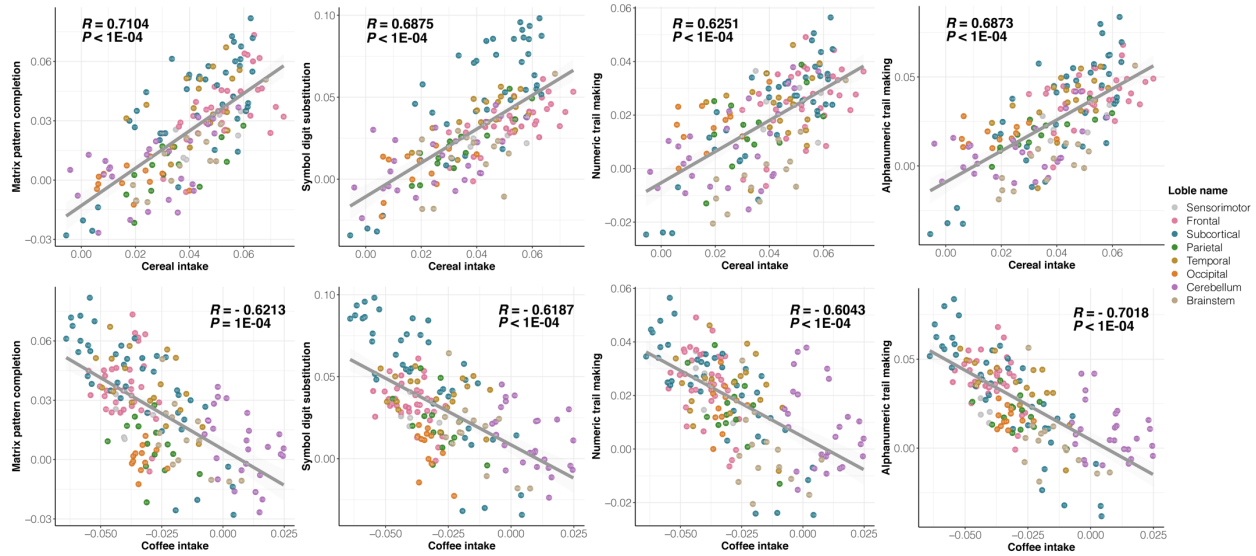 R = 0.7104
P < 1E-04
Matrix pattern completion
0.06
0.03
0.00
−0.03
0.00 0.02 0.04 0.06
Cereal intake
R = 0.6875
P < 1E-04
Symbol digit substitution
0.10
0.05
0.00
0.00 0.02 0.04 0.06
Cereal intake
R = 0.6251
P < 1E-04
Numeric trail making
0.06
0.04
0.02
0.00
−0.02
0.00 0.02 0.04 0.06
Cereal intake
R = 0.6873
P < 1E-04
Alphanumeric trail making
0.05
0.00
0.00 0.02 0.04 0.06
Cereal intake
Loble name
Sensorimotor
Frontal
Subcortical
Parietal
Temporal
Occipital
Cerebellum
Brainstem
R = - 0.6213
P = 1E-04
Matrix pattern completion
0.06
0.03
0.00
−0.03
−0.050 −0.025 0.000 0.025
Coffee intake
R = - 0.6187
P < 1E-04
Symbol digit substitution
0.10
0.05
0.00
−0.050 −0.025 0.000 0.025
Coffee intake
R = - 0.6043
P < 1E-04
Numeric trail making
0.06
0.04
0.02
0.00
−0.02
−0.050 −0.025 0.000 0.025
Coffee intake
R = - 0.7018
P < 1E-04
Alphanumeric trail making
0.05
0.00
−0.050 −0.025 0.000 0.025
Coffee intake